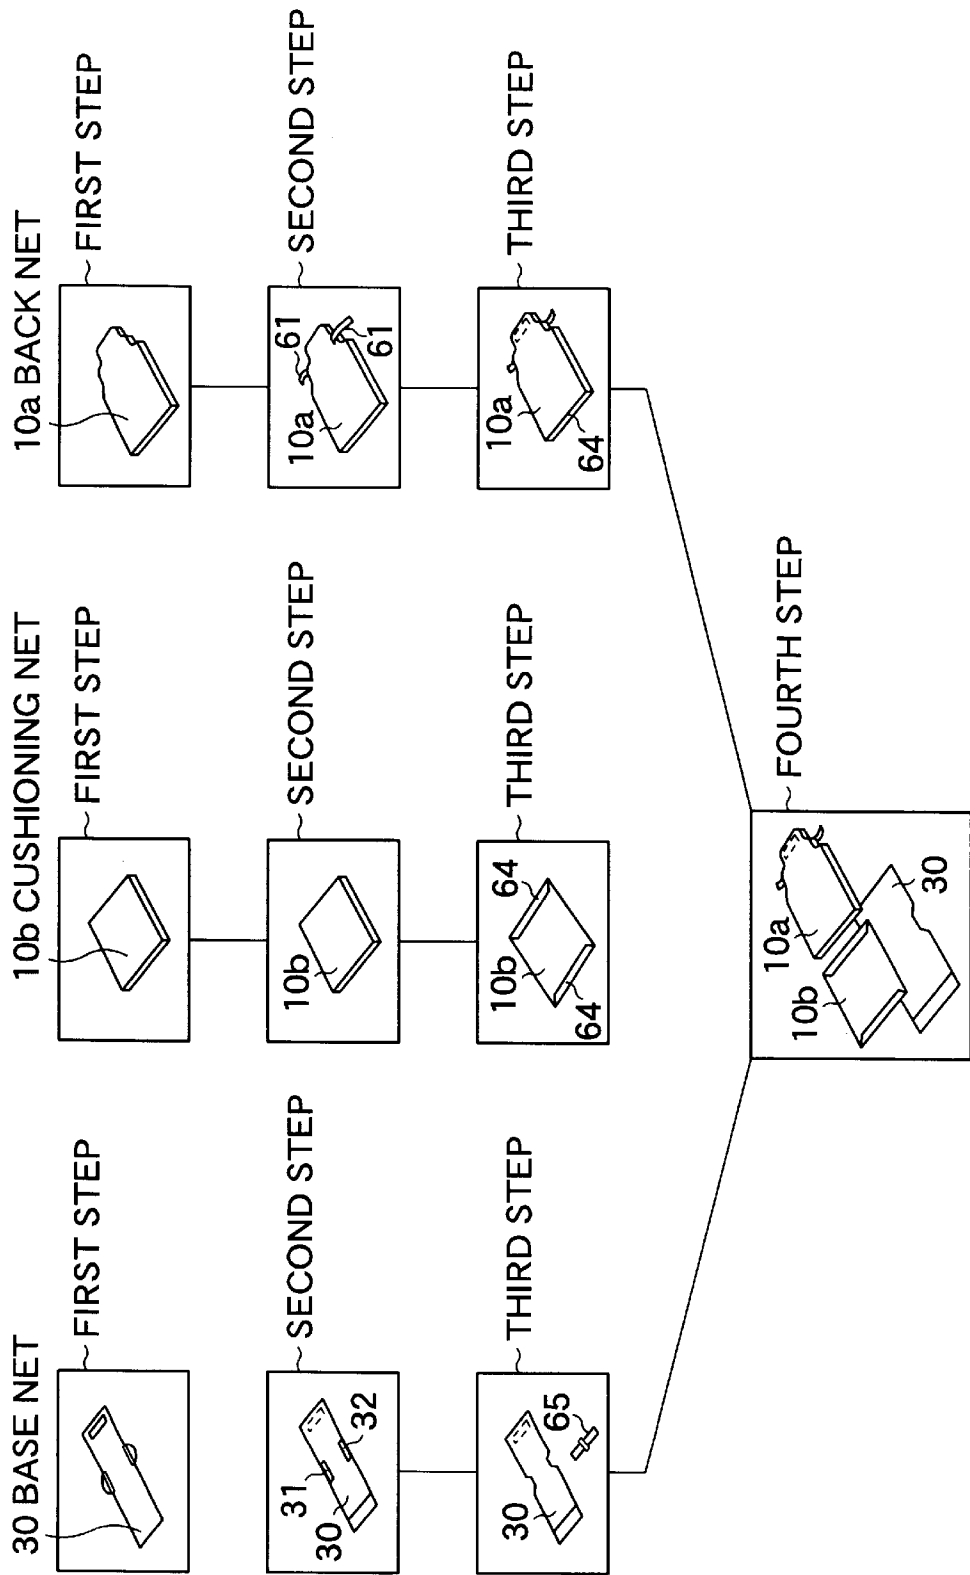 30 BASE NET
FIRST STEP
SECOND STEP
31
30
32
THIRD STEP
30
65
10b CUSHIONING NET
FIRST STEP
SECOND STEP
10b
THIRD STEP
10b
64
64
10a BACK NET
FIRST STEP
SECOND STEP
10a
61
61
THIRD STEP
10a
64
FOURTH STEP
10b
10a
30